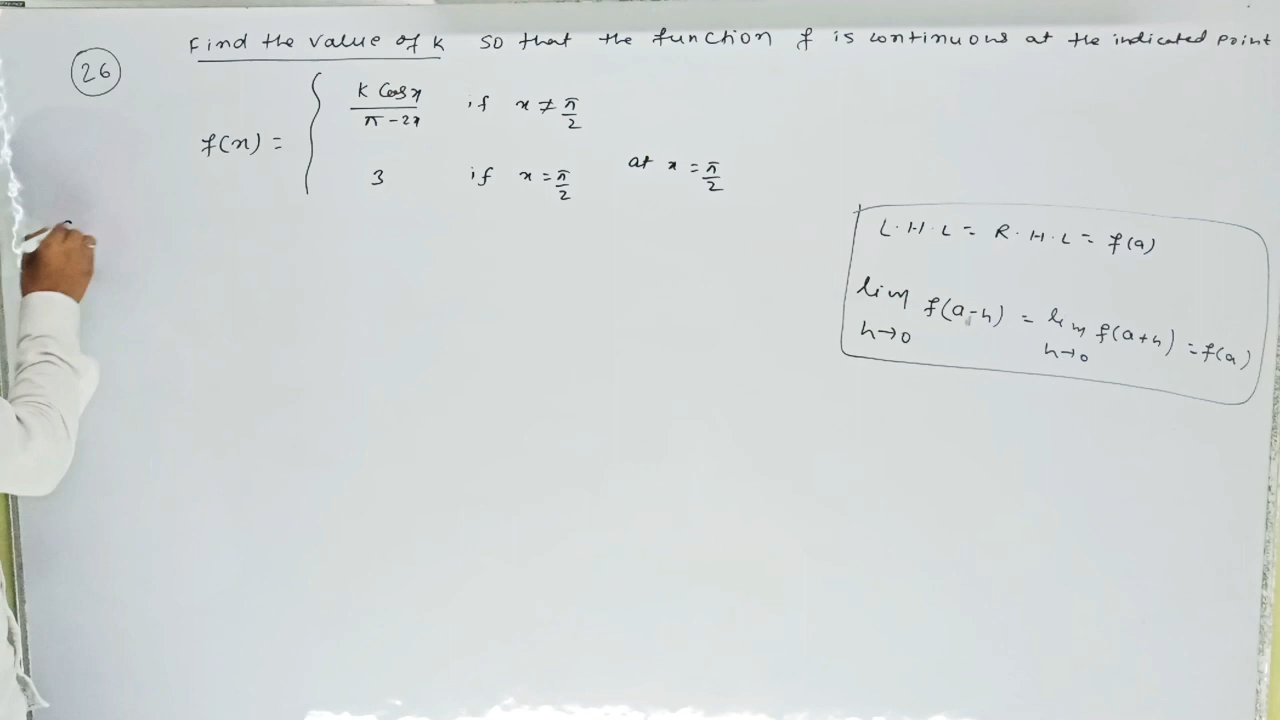 Find the value of k so that the function f is continuous at the indicated point
26
f(x) = { k Cosx / π - 2x if x ≠ π/2
3 if x = π/2 at x = π/2
L.H.L = R.H.L = f(a)
lim h→0 f(a-h) = lim h→0 f(a+h) = f(a)